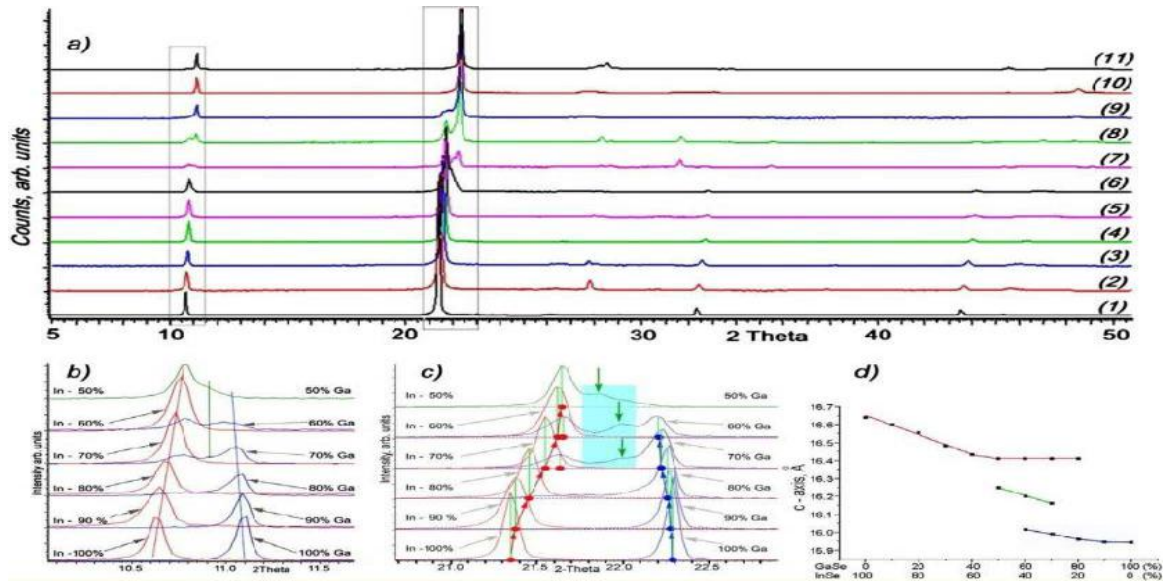 a)
Counts, arb. units
(11)
(10)
(9)
(8)
(7)
(6)
(5)
(4)
(3)
(2)
(1)
5 10 20 30 2 Theta 40 50
b)
Intensity arb. units
In - 50% 50% Ga
In - 60% 60% Ga
In - 70% 70% Ga
In - 80% 80% Ga
In - 90 % 90% Ga
In -100% 100% Ga
10.5 2Theta 11.0 11.5
c)
Intensity, arb. units
In - 50% 50% Ga
In - 60% 60% Ga
In - 70% 70% Ga
In - 80% 80% Ga
In - 90 % 90% Ga
In -100% 100% Ga
21.0 21.5 2-Theta 22.0 22.5
d)
C - axis, Å
16.7
16.6
16.5
16.4
16.3
16.2
16.1
16.0
15.9
GaSe 0 20 40 60 80 100 (%)
InSe 100 80 60 40 20 0 (%)